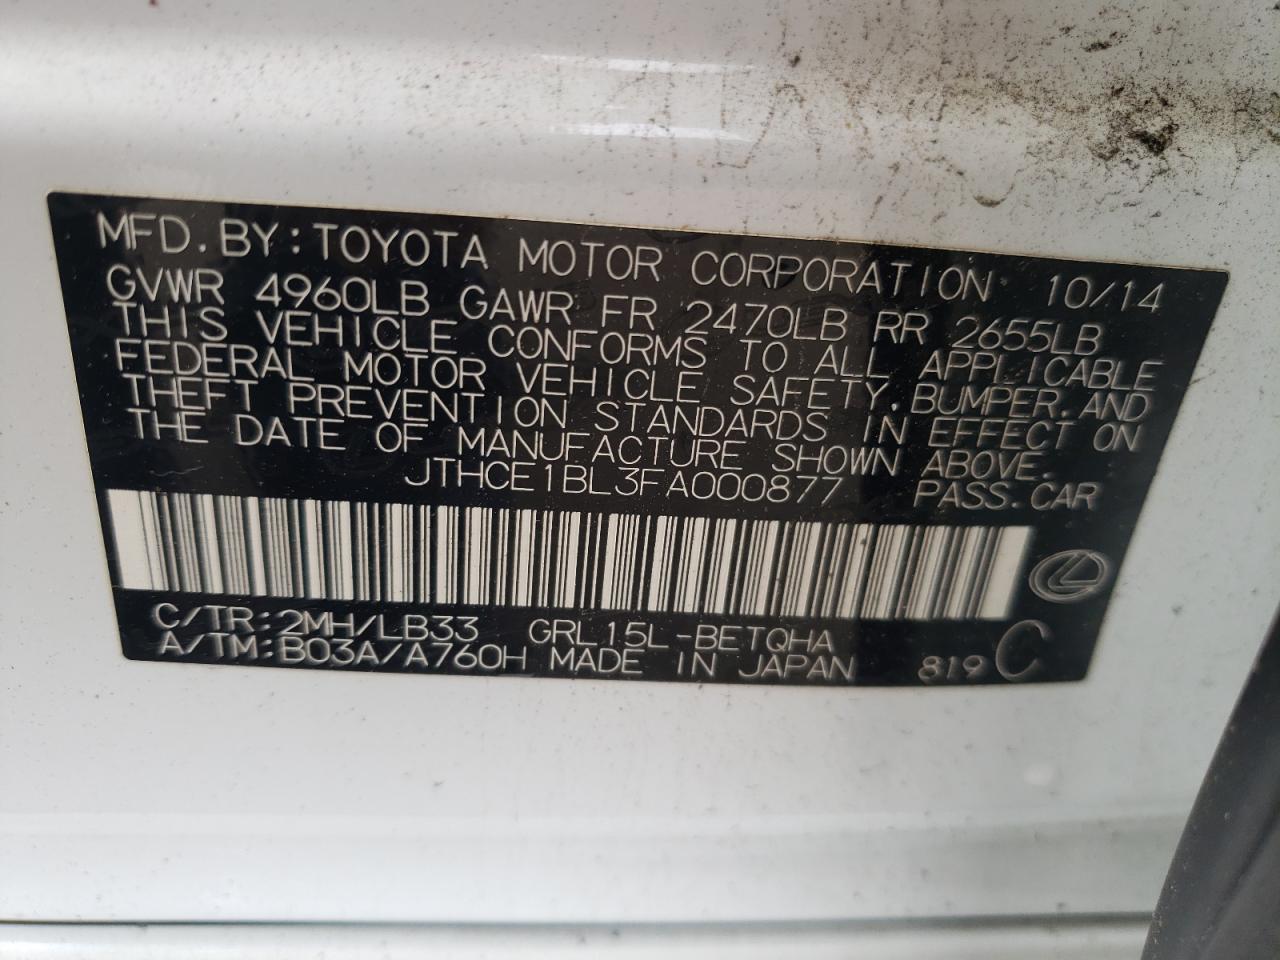 MFD. BY: TOYOTA MOTOR CORPORATION 10/14
GVWR 4960LB GAWR FR 2470LB RR 2655LB
THIS VEHICLE CONFORMS TO ALL APPLICABLE
FEDERAL MOTOR VEHICLE SAFETY, BUMPER, AND
THEFT PREVENTION STANDARDS IN EFFECT ON
THE DATE OF MANUFACTURE SHOWN ABOVE.
JTHCE1BL3FA000877 PASS. CAR
C/TR: 2MH/LB33 GRL15L-BETQHA
A/TM: B03A/A760H MADE IN JAPAN 819 C